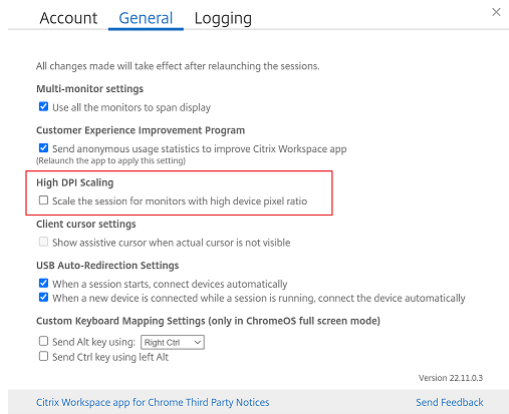 Account General Logging
All changes made will take effect after relaunching the sessions.
Multi-monitor settings
Use all the monitors to span display
Customer Experience Improvement Program
Send anonymous usage statistics to improve Citrix Workspace app
(Relaunch the app to apply this setting)
High DPI Scaling
Scale the session for monitors with high device pixel ratio
Client cursor settings
Show assistive cursor when actual cursor is not visible
USB Auto-Redirection Settings
When a session starts, connect devices automatically
When a new device is connected while a session is running, connect the device automatically
Custom Keyboard Mapping Settings (only in ChromeOS full screen mode)
Send Alt key using: Right Ctrl
Send Ctrl key using left Alt
Version 22.11.0.3
Citrix Workspace app for Chrome Third Party Notices Send Feedback